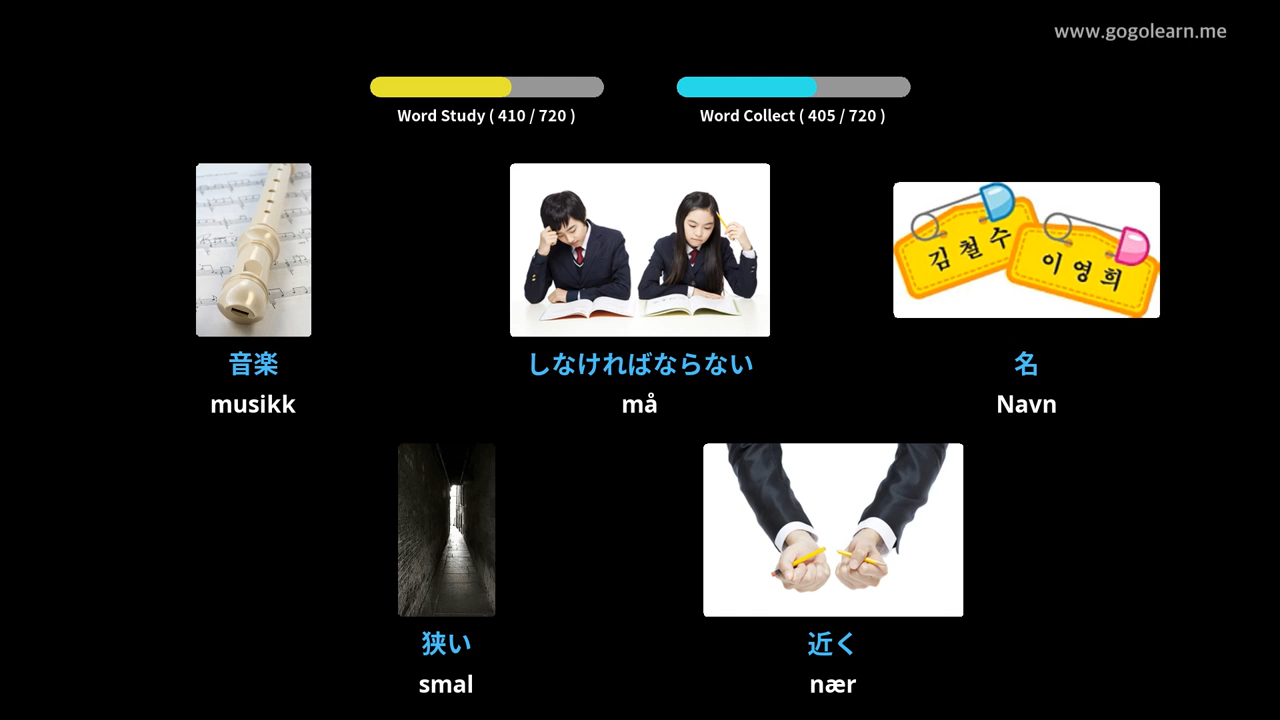 www.gogolearn.me
Word Study ( 410 / 720 )
Word Collect ( 405 / 720 )
김철수
이영희
音楽
しなければならない
名
musikk
må
Navn
狭い
近く
smal
nær